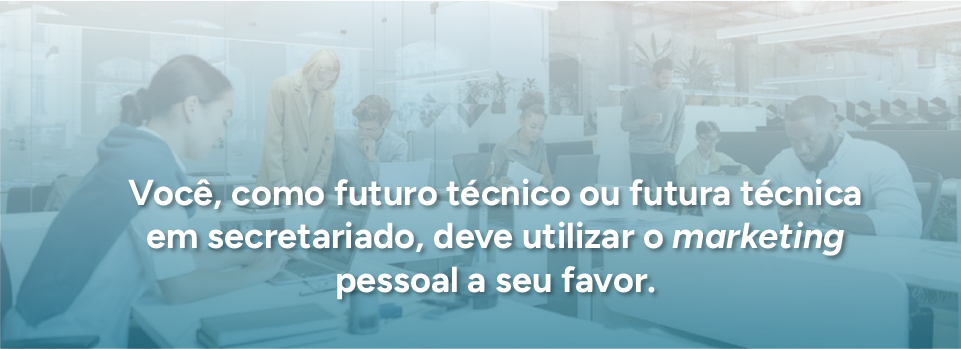 Você, como futuro técnico ou futura técnica
em secretariado, deve utilizar o marketing
pessoal a seu favor.